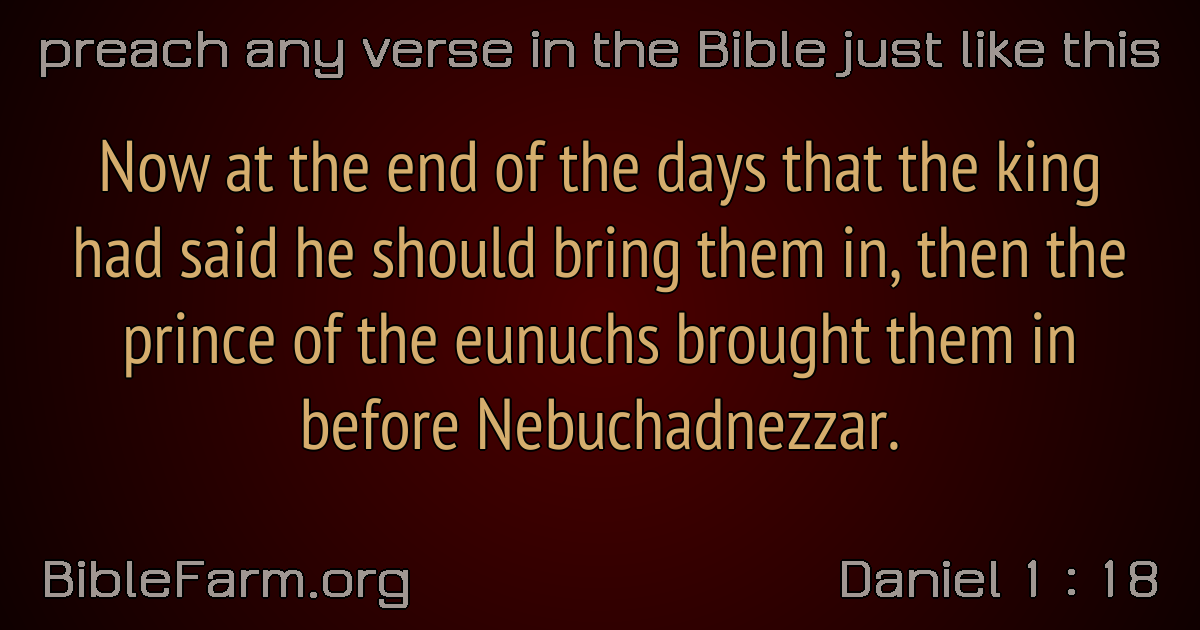 preach any verse in the Bible just like this
Now at the end of the days that the king
had said he should bring them in, then the
prince of the eunuchs brought them in
before Nebuchadnezzar.
BibleFarm.org
Daniel 1 : 18